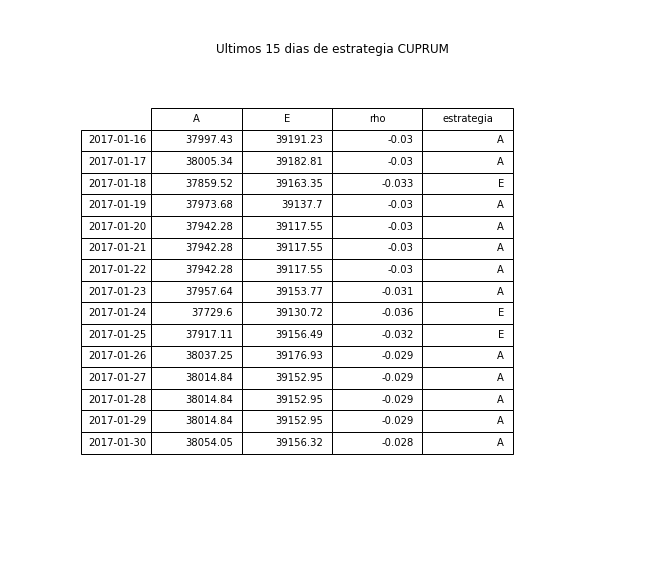 Ultimos 15 dias de estrategia CUPRUM
A E rho estrategia
2017-01-16 37997.43 39191.23 -0.03 A
2017-01-17 38005.34 39182.81 -0.03 A
2017-01-18 37859.52 39163.35 -0.033 E
2017-01-19 37973.68 39137.7 -0.03 A
2017-01-20 37942.28 39117.55 -0.03 A
2017-01-21 37942.28 39117.55 -0.03 A
2017-01-22 37942.28 39117.55 -0.03 A
2017-01-23 37957.64 39153.77 -0.031 A
2017-01-24 37729.6 39130.72 -0.036 E
2017-01-25 37917.11 39156.49 -0.032 E
2017-01-26 38037.25 39176.93 -0.029 A
2017-01-27 38014.84 39152.95 -0.029 A
2017-01-28 38014.84 39152.95 -0.029 A
2017-01-29 38014.84 39152.95 -0.029 A
2017-01-30 38054.05 39156.32 -0.028 A